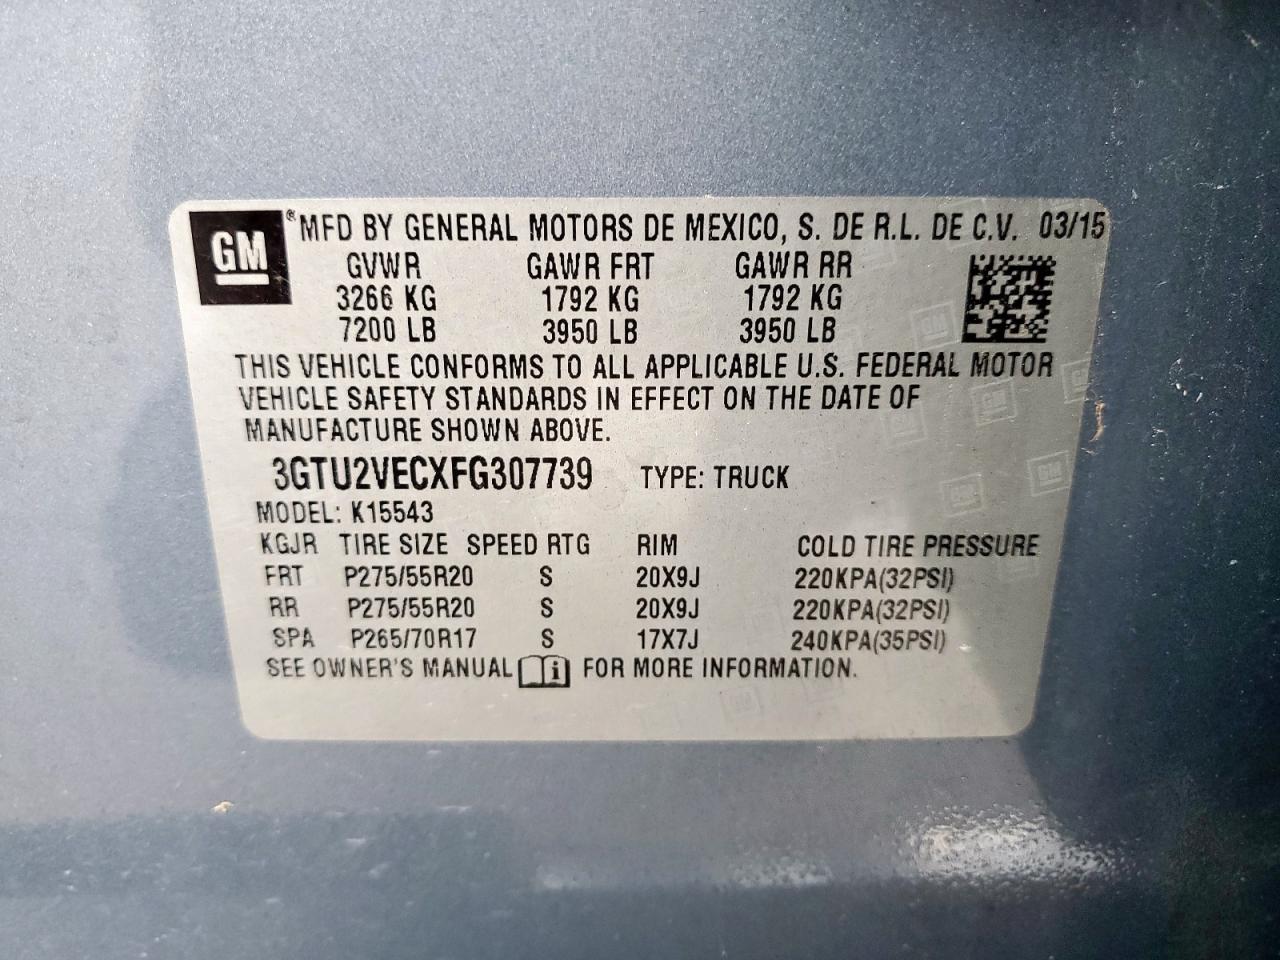 GM ® MFD BY GENERAL MOTORS DE MEXICO, S. DE R.L. DE C.V. 03/15
GVWR GAWR FRT GAWR RR
3266 KG 1792 KG 1792 KG
7200 LB 3950 LB 3950 LB
THIS VEHICLE CONFORMS TO ALL APPLICABLE U.S. FEDERAL MOTOR
VEHICLE SAFETY STANDARDS IN EFFECT ON THE DATE OF
MANUFACTURE SHOWN ABOVE.
3GTU2VECXFG307739 TYPE: TRUCK
MODEL: K15543
KGJR TIRE SIZE SPEED RTG RIM COLD TIRE PRESSURE
FRT P275/55R20 S 20X9J 220KPA(32PSI)
RR P275/55R20 S 20X9J 220KPA(32PSI)
SPA P265/70R17 S 17X7J 240KPA(35PSI)
SEE OWNER'S MANUAL i FOR MORE INFORMATION.